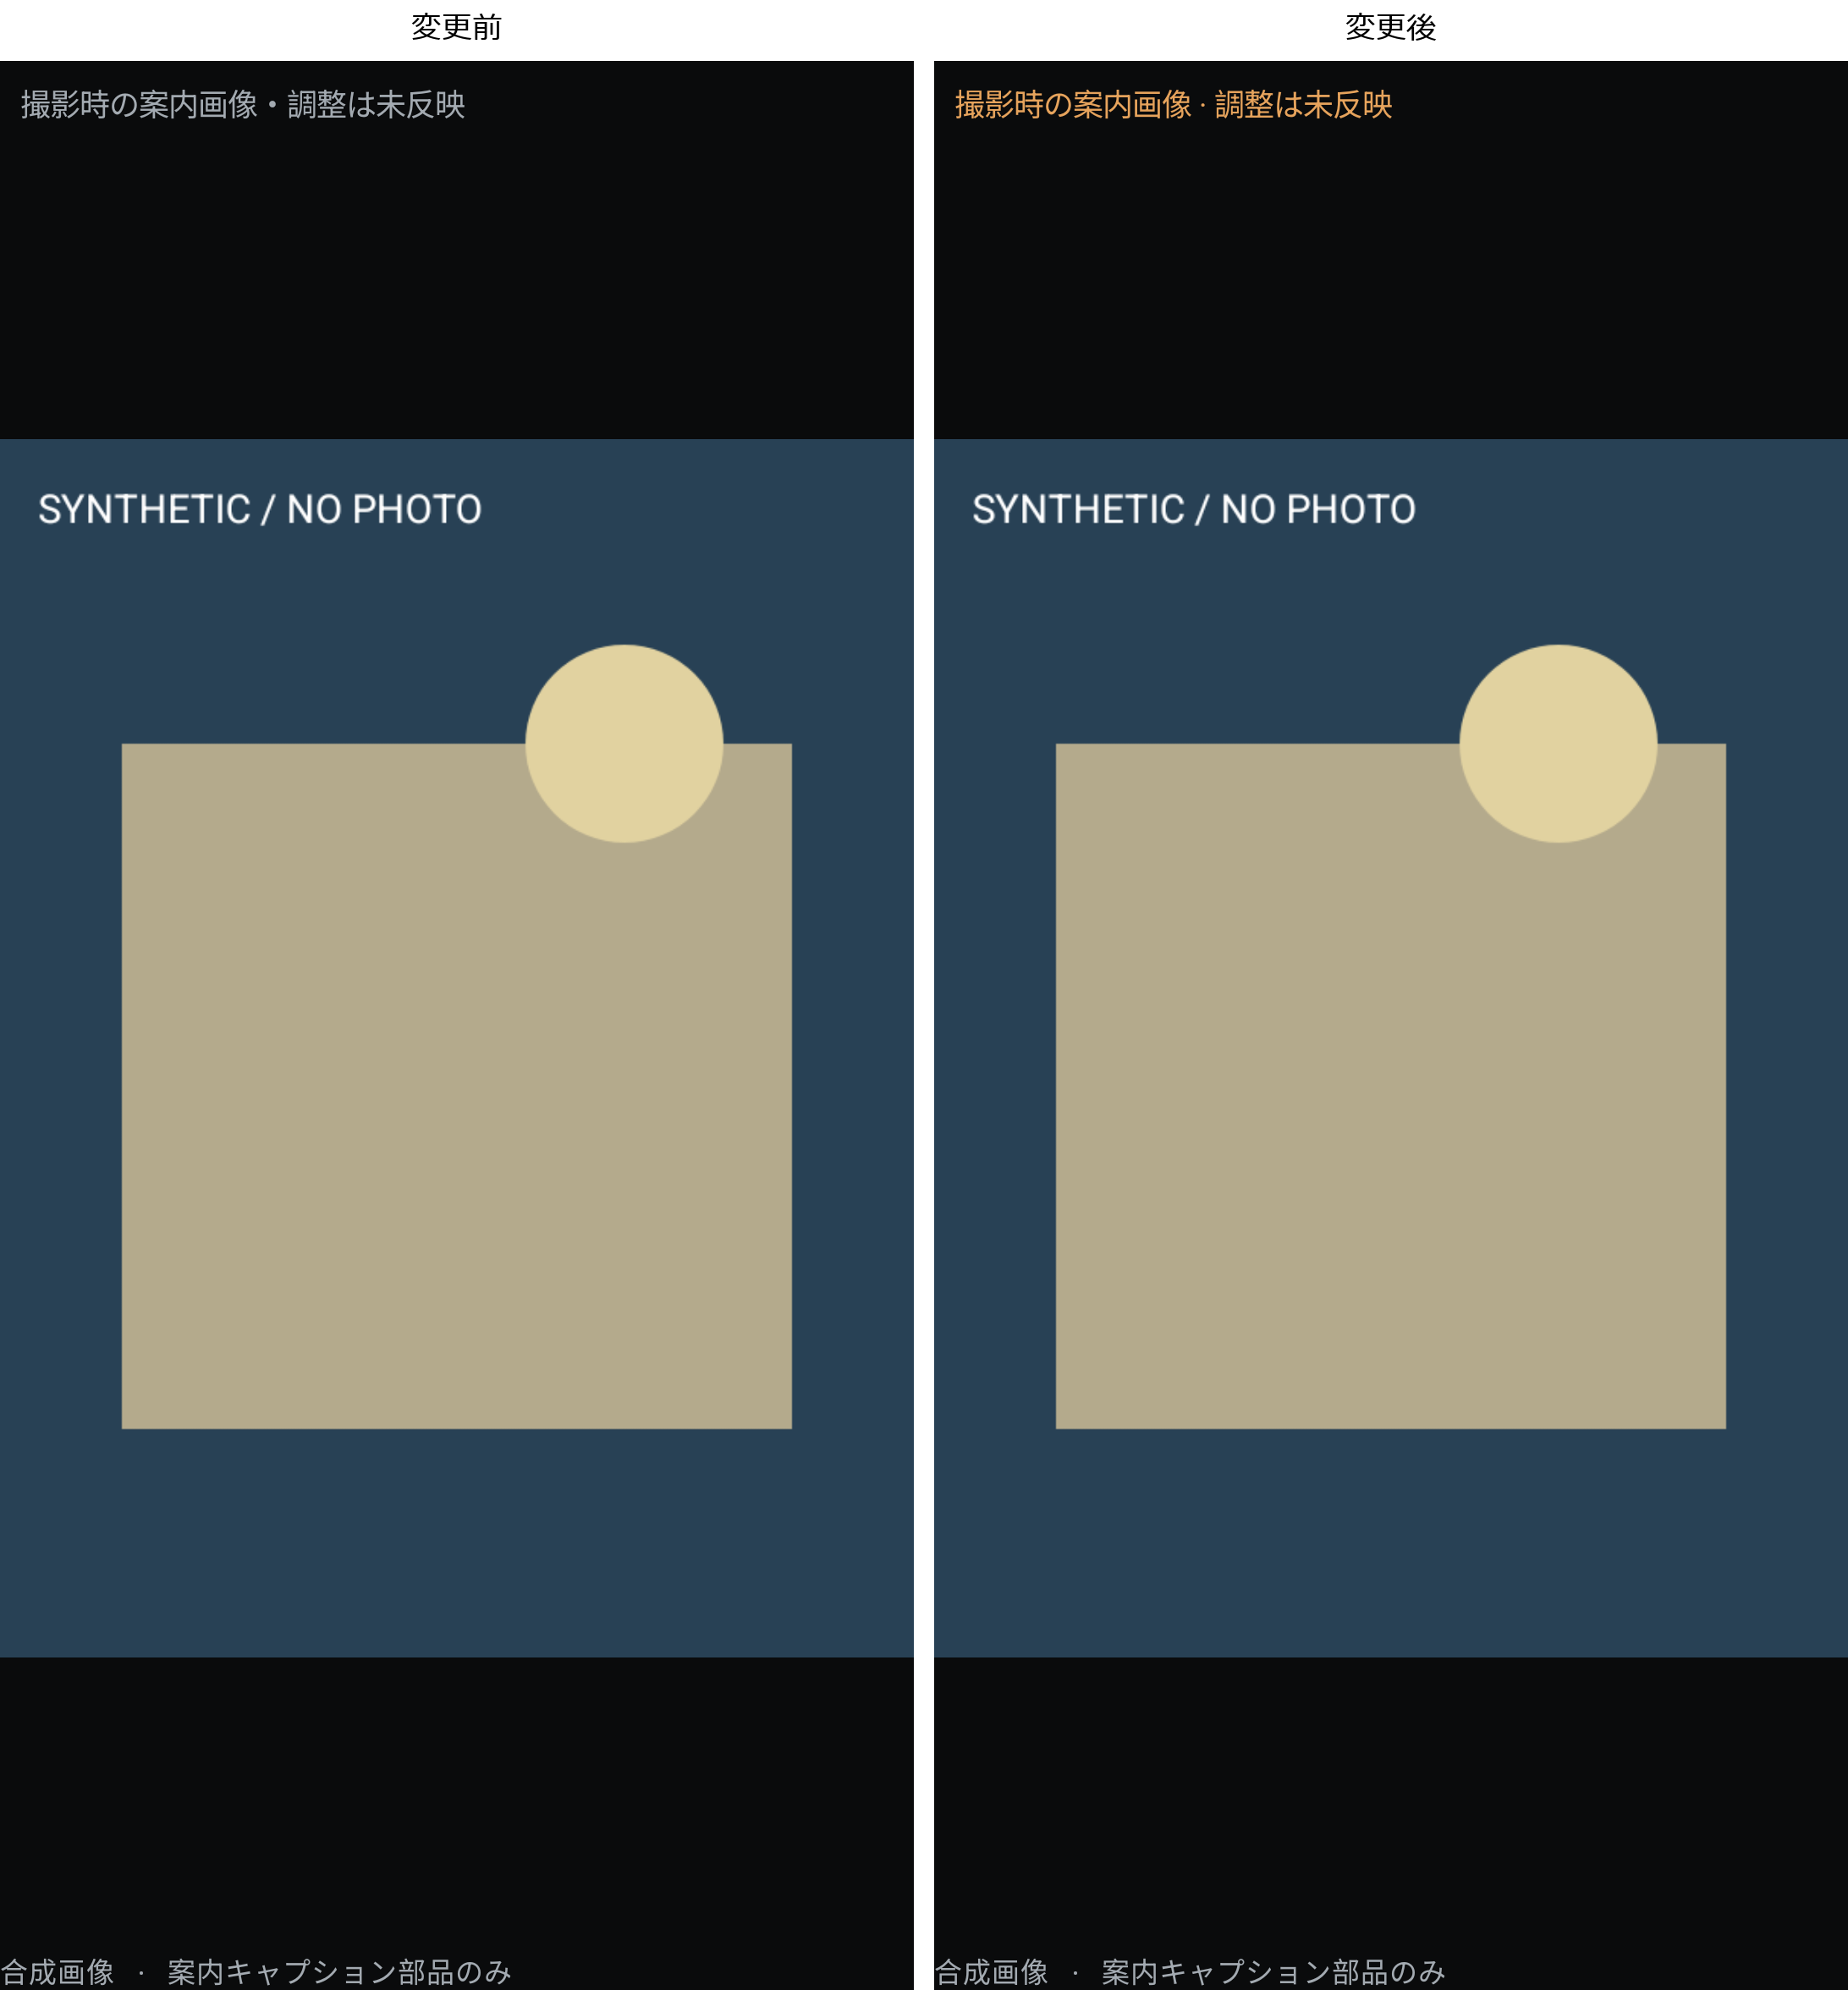 変更前
変更後
撮影時の案内画像・調整は未反映
撮影時の案内画像 · 調整は未反映
SYNTHETIC / NO PHOTO
SYNTHETIC / NO PHOTO
合成画像 · 案内キャプション部品のみ
合成画像 · 案内キャプション部品のみ